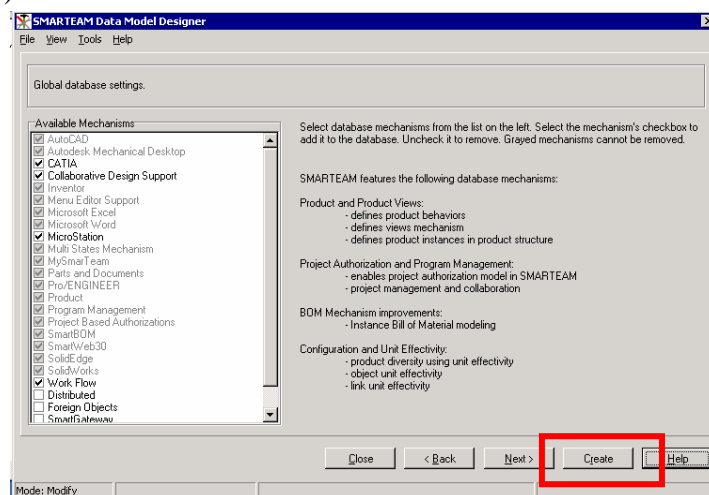 SMARTEAM Data Model Designer
File View Tools Help
Global database settings.
Available Mechanisms
AutoCAD
Autodesk Mechanical Desktop
CATIA
Collaborative Design Support
Inventor
Menu Editor Support
Microsoft Excel
Microsoft Word
MicroStation
Multi States Mechanism
MySmarTeam
Parts and Documents
Pro/ENGINEER
Product
Program Management
Project Based Authorizations
SmartBOM
SmartWeb30
SolidEdge
SolidWorks
Work Flow
Distributed
Foreign Objects
SmartGateway
Select database mechanisms from the list on the left. Select the mechanism's checkbox to
add it to the database. Uncheck it to remove. Grayed mechanisms cannot be removed.
SMARTEAM features the following database mechanisms:
Product and Product Views:
- defines product behaviors
- defines views mechanism
- defines product instances in product structure
Project Authorization and Program Management:
- enables project authorization model in SMARTEAM
- project management and collaboration
BOM Mechanism improvements:
- Instance Bill of Material modeling
Configuration and Unit Effectivity:
- product diversity using unit effectivity
- object unit effectivity
- link unit effectivity
Close < Back Next > Create Help
Mode: Modify